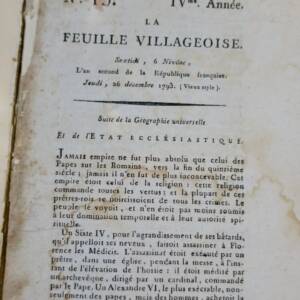 IVme. Année.
LA
FEUILLE VILLAGEOISE.
Sextidi, 6 Nivôse,
L'an second de la République française.
Jeudi, 26 décembre 1793. (Vieux style)
Suite de la Géographie universelle
Et de l'ETAT ECCLÉSIASTIQUE.
JAMAIS empire ne fut plus absolu que celui des
Papes sur les Romains, vers la fin du quinzième
siècle; jamais il n'en fut de plus inconcevable: Cet
empire étoit celui de la religion; cette religion
commande toutes les vertus; et la plupart de ces
prêtres-rois se noircissoient de tous les crimes. Le
peuple le voyoit, et n'en étoit pas moins soumis
à leur domination temporelle et à leur autorité spi-
rituelle.
Un Sixte IV, pour l'agrandissement de ses bâtards,
qu'il appelloit ses neveux, faisoit assassiner à Flo-
rence les Médicis. L'assassinat étoit exécuté par un
prêtre, dans une église, pendant la messe, à l'ins-
tant de l'élévation de l'hostie; il étoit médité par un
archevêque, dirigé par un cardinal, commandé
par le Pape. Un Alexandre VI, le plus exécrable,
non seulement des papes, mais des hommes, achetoit la